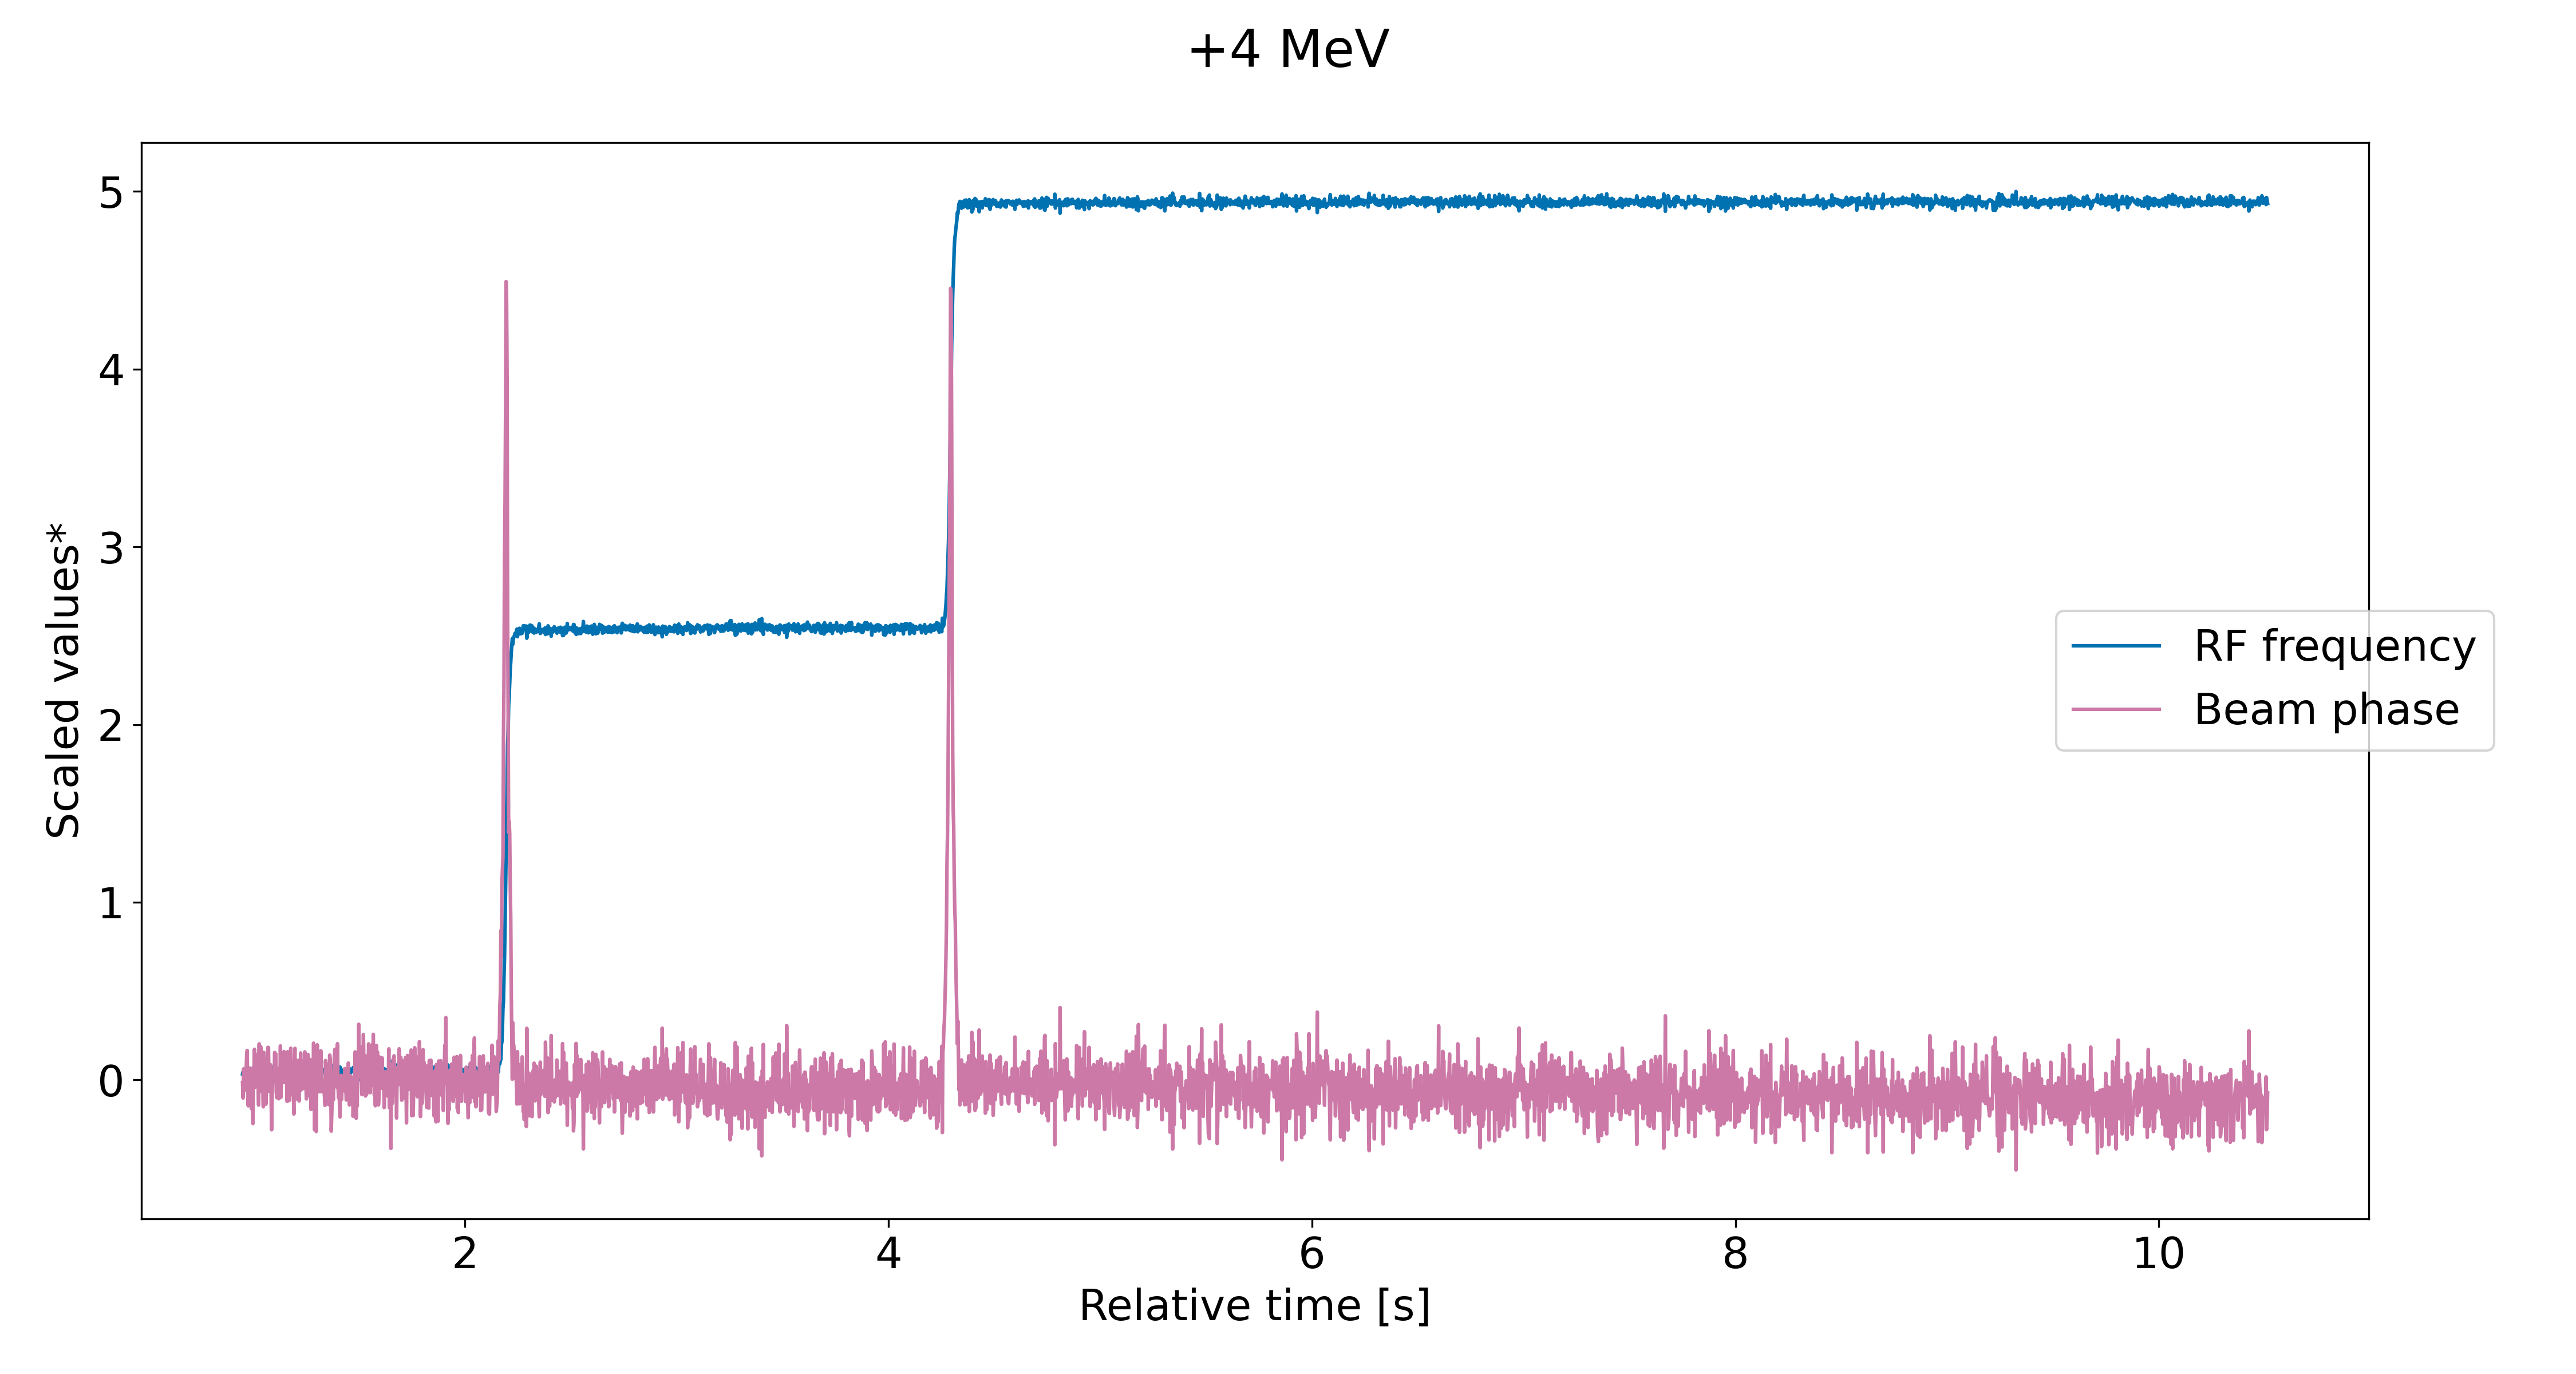 +4 MeV
5
4
3
2
1
0
Scaled values*
RF frequency
Beam phase
2 4 6 8 10
Relative time [s]